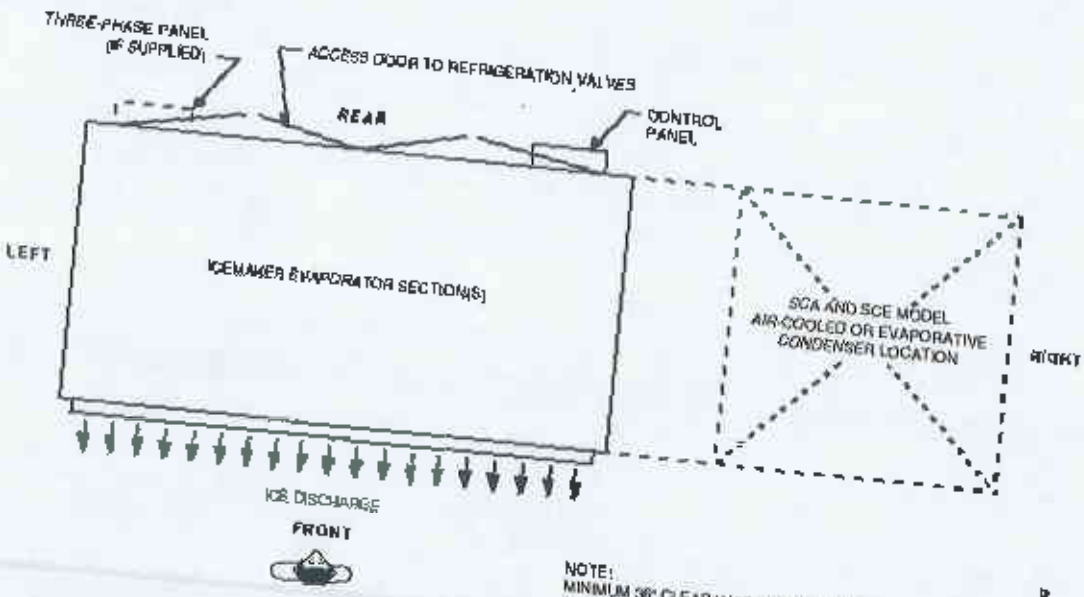 THREE-PHASE PANEL
(IF SUPPLIED)
ACCESS DOOR TO REFRIGERATION VALVES
REAR
CONTROL
PANEL
LEFT
ICEMAKER EVAPORATOR SECTION(S)
SCA AND SCE MODEL
AIR-COOLED OR EVAPORATIVE
CONDENSER LOCATION
RIGHT
ICE DISCHARGE
FRONT
NOTE:
MINIMUM 36"